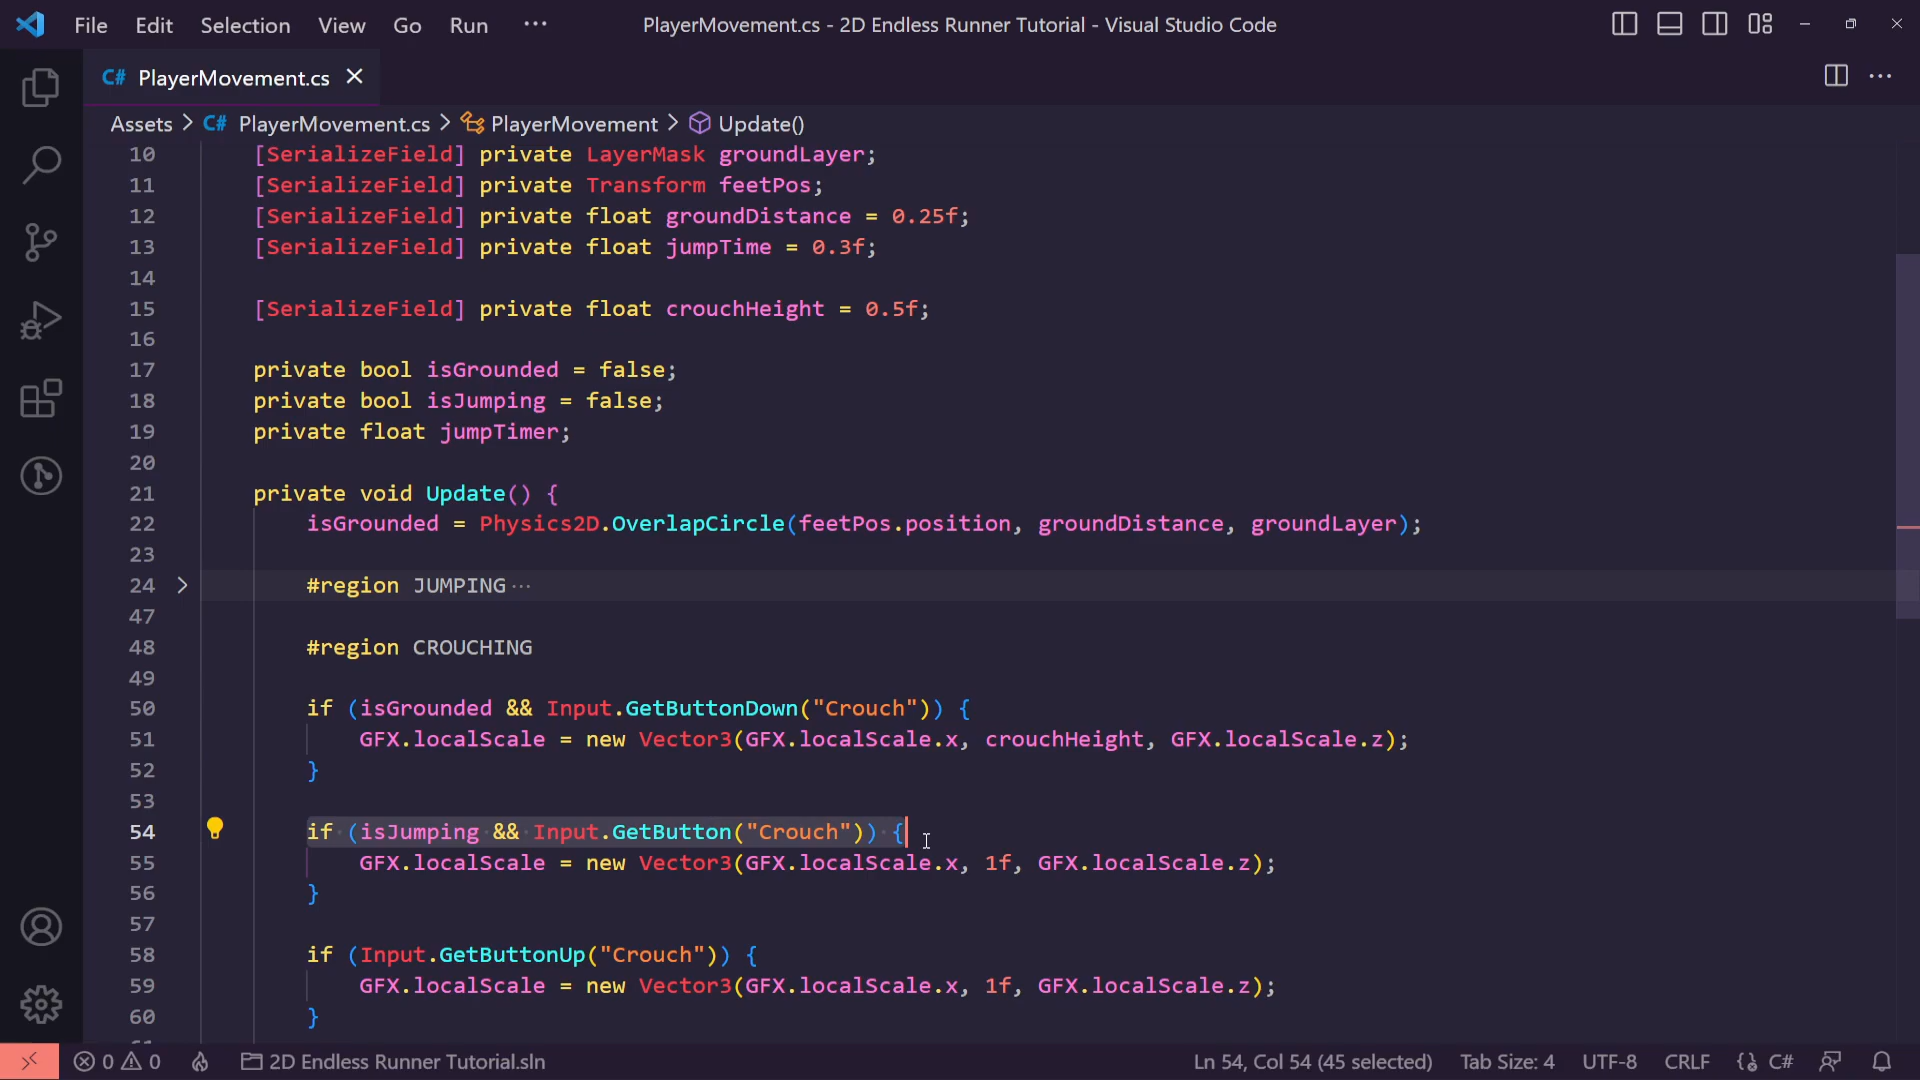 File Edit Selection View Go Run ··· PlayerMovement.cs - 2D Endless Runner Tutorial - Visual Studio Code
C# PlayerMovement.cs
Assets > C# PlayerMovement.cs > PlayerMovement > Update()
10 [SerializeField] private LayerMask groundLayer;
11 [SerializeField] private Transform feetPos;
12 [SerializeField] private float groundDistance = 0.25f;
13 [SerializeField] private float jumpTime = 0.3f;
14
15 [SerializeField] private float crouchHeight = 0.5f;
16
17 private bool isGrounded = false;
18 private bool isJumping = false;
19 private float jumpTimer;
20
21 private void Update() {
22 isGrounded = Physics2D.OverlapCircle(feetPos.position, groundDistance, groundLayer);
23
24 #region JUMPING···
47
48 #region CROUCHING
49
50 if (isGrounded && Input.GetButtonDown("Crouch")) {
51 GFX.localScale = new Vector3(GFX.localScale.x, crouchHeight, GFX.localScale.z);
52 }
53
54 if (isJumping && Input.GetButton("Crouch")) {
55 GFX.localScale = new Vector3(GFX.localScale.x, 1f, GFX.localScale.z);
56 }
57
58 if (Input.GetButtonUp("Crouch")) {
59 GFX.localScale = new Vector3(GFX.localScale.x, 1f, GFX.localScale.z);
60 }
0 0 2D Endless Runner Tutorial.sln Ln 54, Col 54 (45 selected) Tab Size: 4 UTF-8 CRLF C#